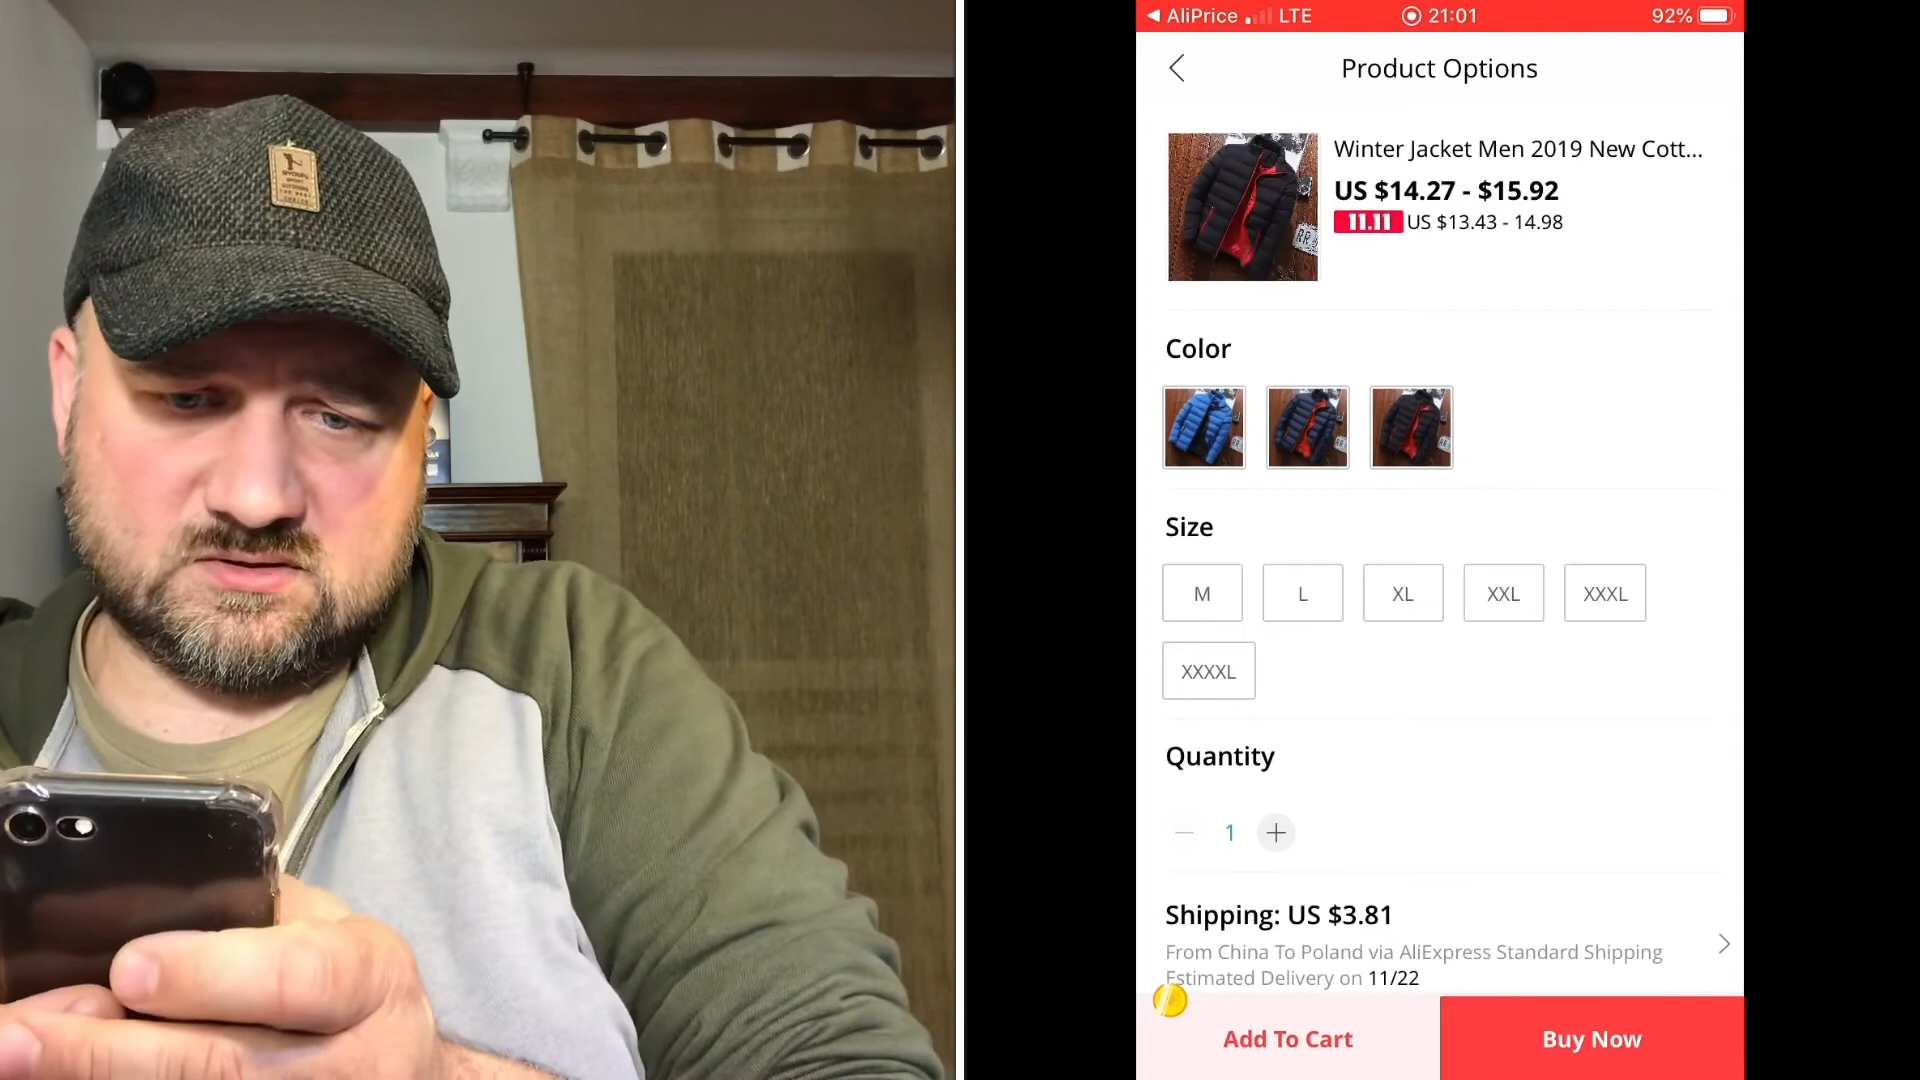 AliPrice LTE 21:01 92%
Product Options
Winter Jacket Men 2019 New Cott...
US $14.27 - $15.92
11.11 US $13.43 - 14.98
Color
Size
M L XL XXL XXXL
XXXXL
Quantity
1
Shipping: US $3.81
From China To Poland via AliExpress Standard Shipping
Estimated Delivery on 11/22
Add To Cart Buy Now